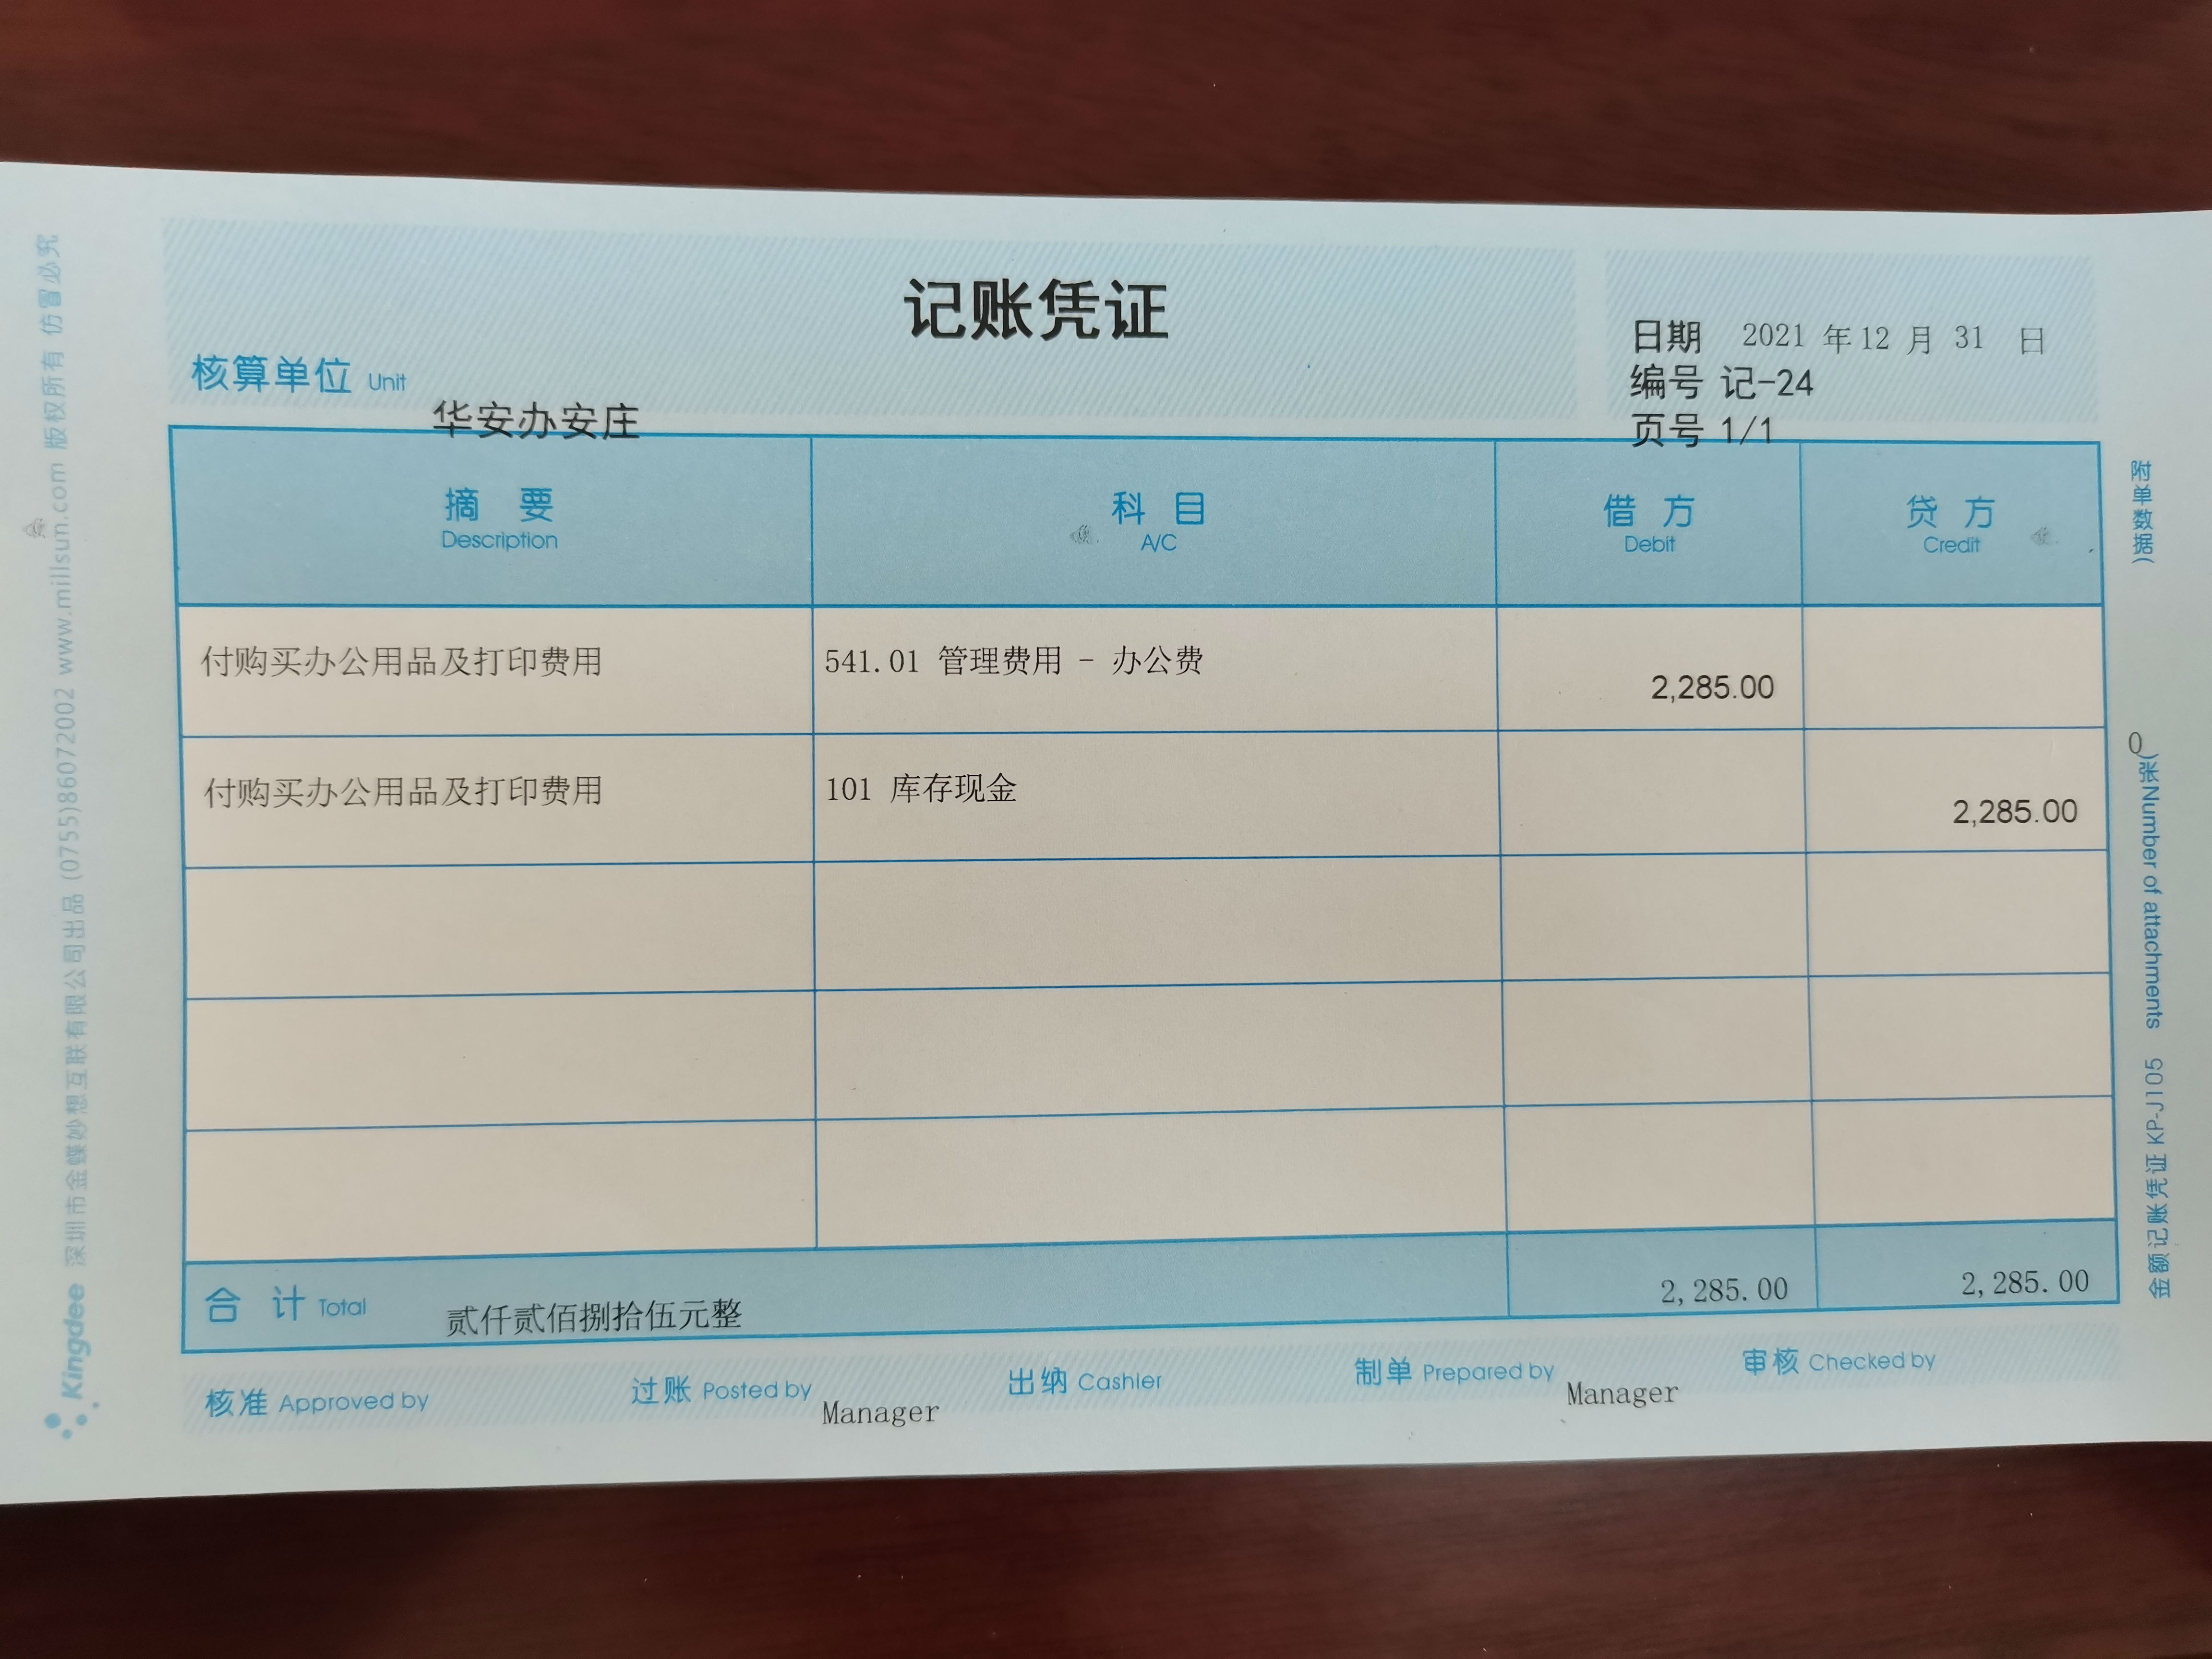 记账凭证
日期 2021 年 12 月 31 日
核算单位 Unit
编号 记-24
华安办安庄
页号 1/1
摘 要 科 目 借 方 贷 方
Description A/C Debit Credit
付购买办公用品及打印费用 541.01 管理费用 - 办公费 2,285.00
付购买办公用品及打印费用 101 库存现金 2,285.00
合 计 Total 贰仟贰佰捌拾伍元整 2,285.00 2,285.00
核准 Approved by 过账 Posted by Manager 出纳 Cashier 制单 Prepared by Manager 审核 Checked by
附单数据( 0 )张Number of attachments 金额记账凭证 KP-J105
Kingdee 深圳市金蝶妙想互联有限公司出品 (0755)86072002 www.millsun.com 版权所有 仿冒必究